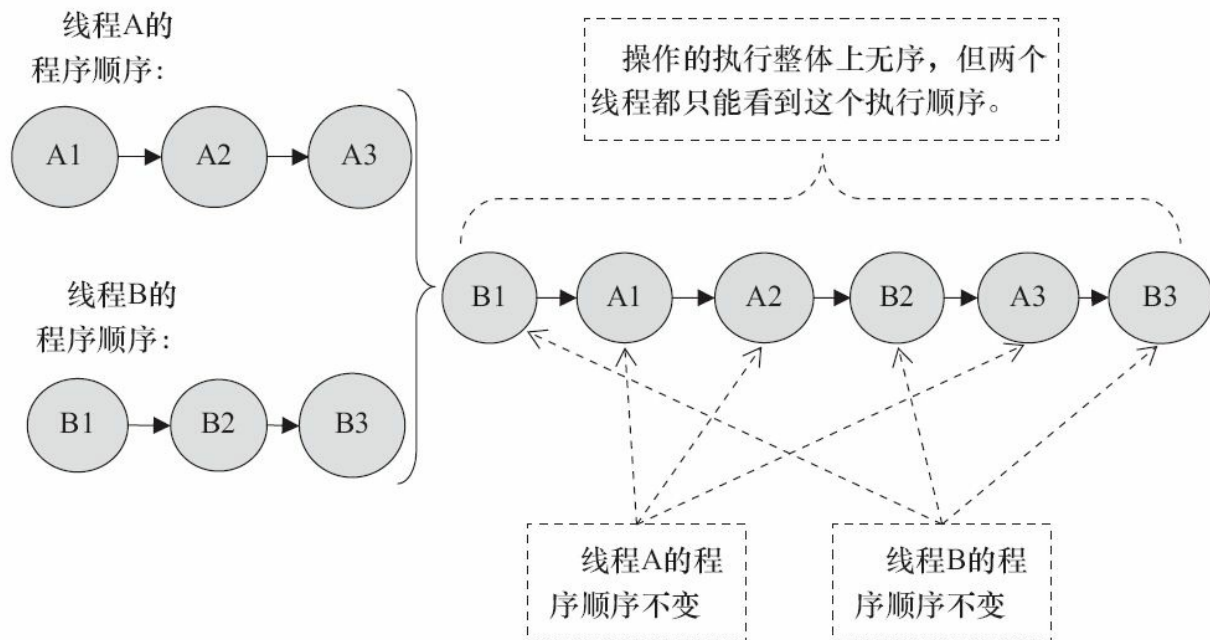 线程A的
程序顺序：
A1 A2 A3
操作的执行整体上无序，但两个
线程都只能看到这个执行顺序。
B1 A1 A2 B2 A3 B3
线程B的
程序顺序：
B1 B2 B3
线程A的程
序顺序不变
线程B的程
序顺序不变